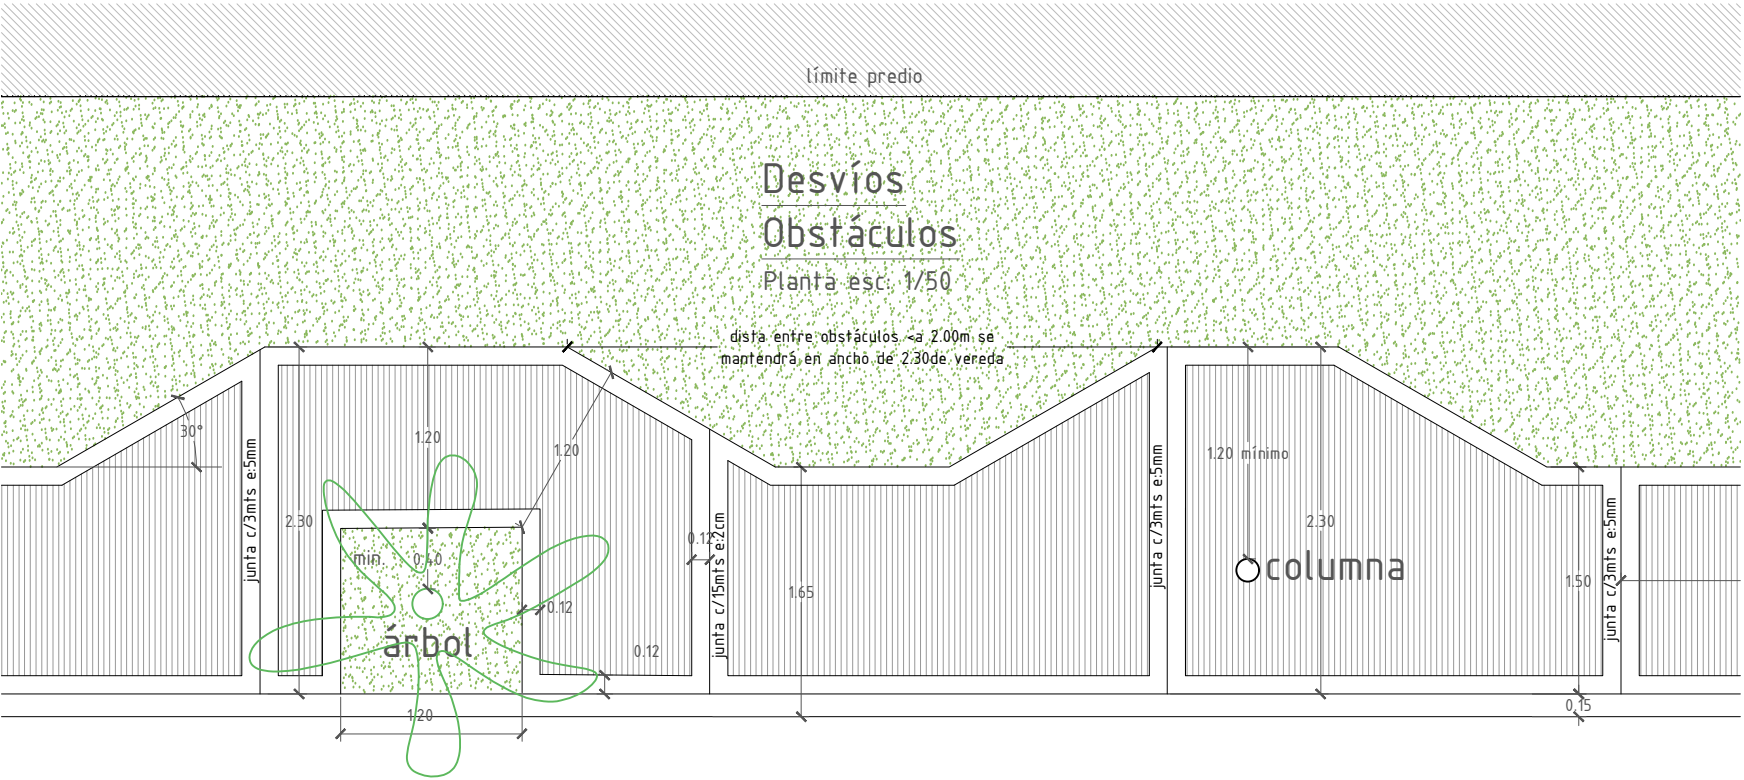 límite predio
Desvíos
Obstáculos
Planta esc: 1/50
dista entre obstáculos <a 2.00m se
mantendrá en ancho de 2.30de vereda
30°
junta c/3mts e:5mm
2.30
1.20
1.20
min. 0.40
árbol
0.12
0.12
0.12
1.20
junta c/15mts e:2cm
1.65
junta c/3mts e:5mm
1.20 mínimo
2.30
columna
1.50
junta c/3mts e:5mm
0,15